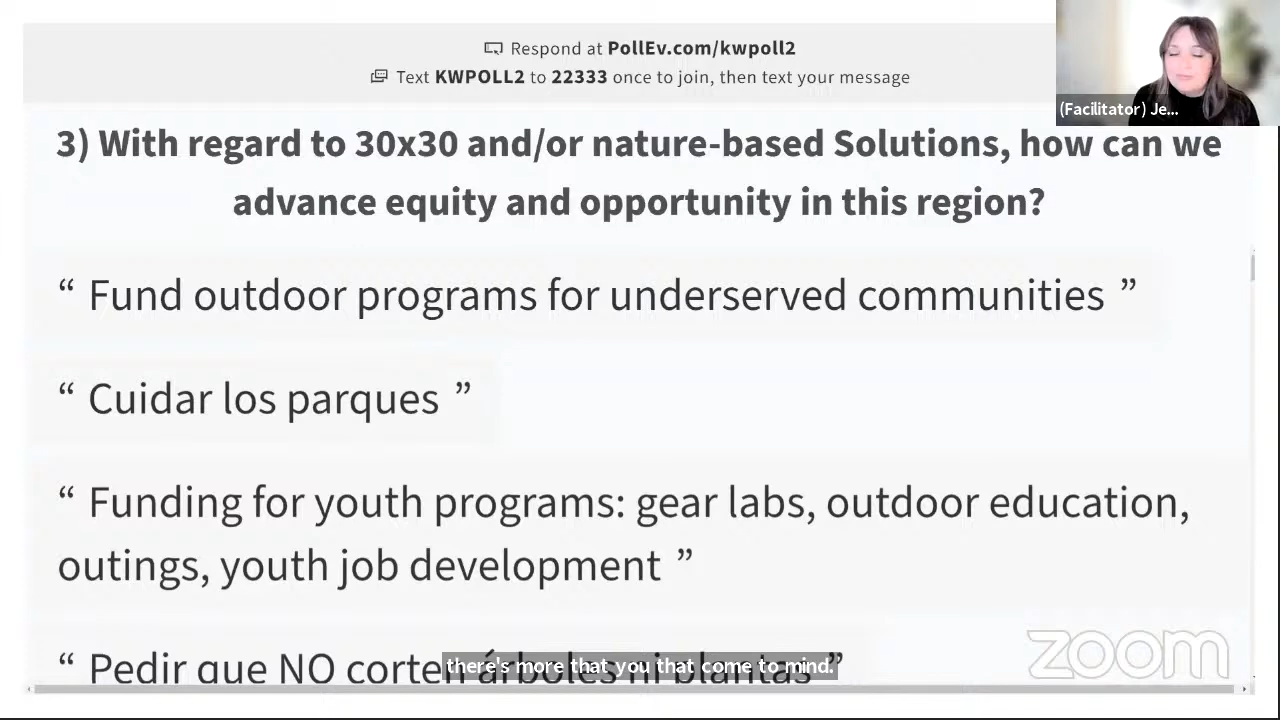 Respond at PollEv.com/kwpoll2
Text KWPOLL2 to 22333 once to join, then text your message
(Facilitator) Je...
3) With regard to 30x30 and/or nature-based Solutions, how can we
advance equity and opportunity in this region?
“ Fund outdoor programs for underserved communities ”
“ Cuidar los parques ”
“ Funding for youth programs: gear labs, outdoor education,
outings, youth job development ”
“ Pedir que NO corten árboles ni plantas ”
there's more that you that come to mind.
zoom